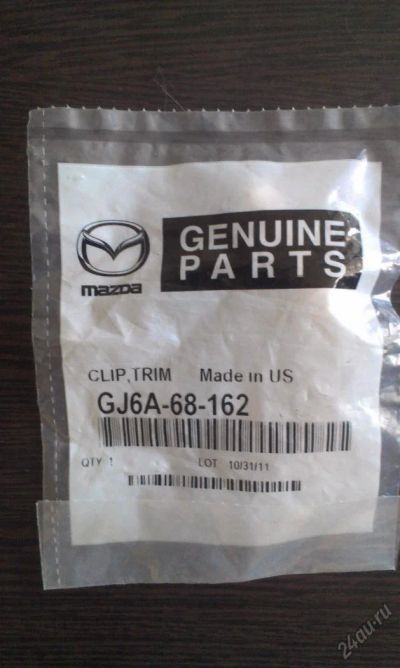 GENUINE
PARTS
mazda
CLIP,TRIM Made in US
GJ6A-68-162
QTY 1 LOT 10/31/11
24au.ru